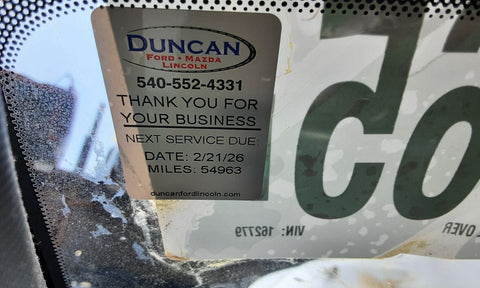 DUNCAN
FORD • MAZDA
LINCOLN
540-552-4331
THANK YOU FOR
YOUR BUSINESS
NEXT SERVICE DUE:
DATE: 2/21/26
MILES: 54963
duncanfordlincoln.com
VIN: 162779
E OVER